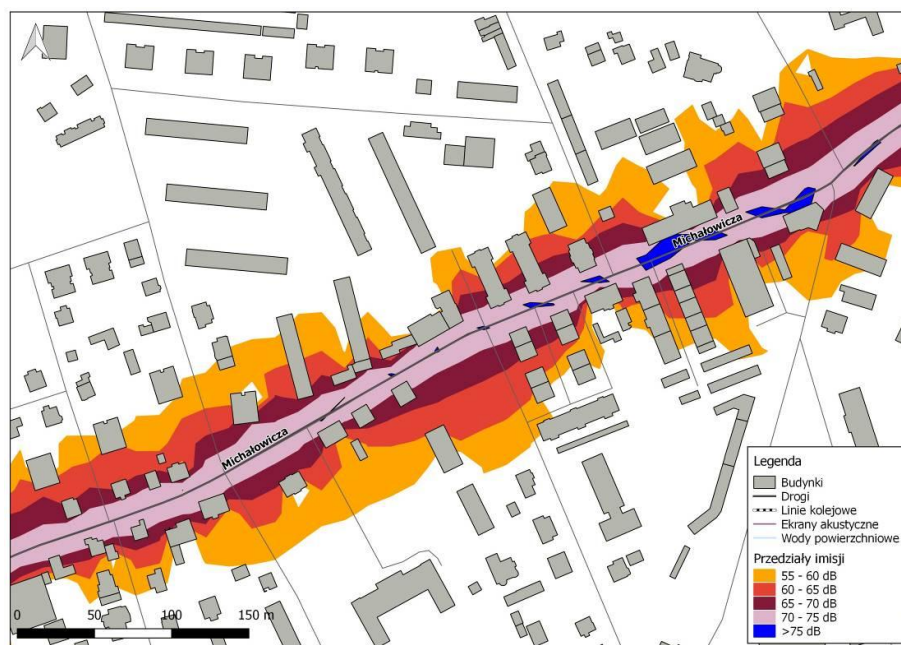 Michałowicza
Michałowicza
Legenda
Budynki
Drogi
Linie kolejowe
Ekrany akustyczne
Wody powierzchniowe
Przedziały imisji
55 - 60 dB
60 - 65 dB
65 - 70 dB
70 - 75 dB
>75 dB
0 50 100 150 m